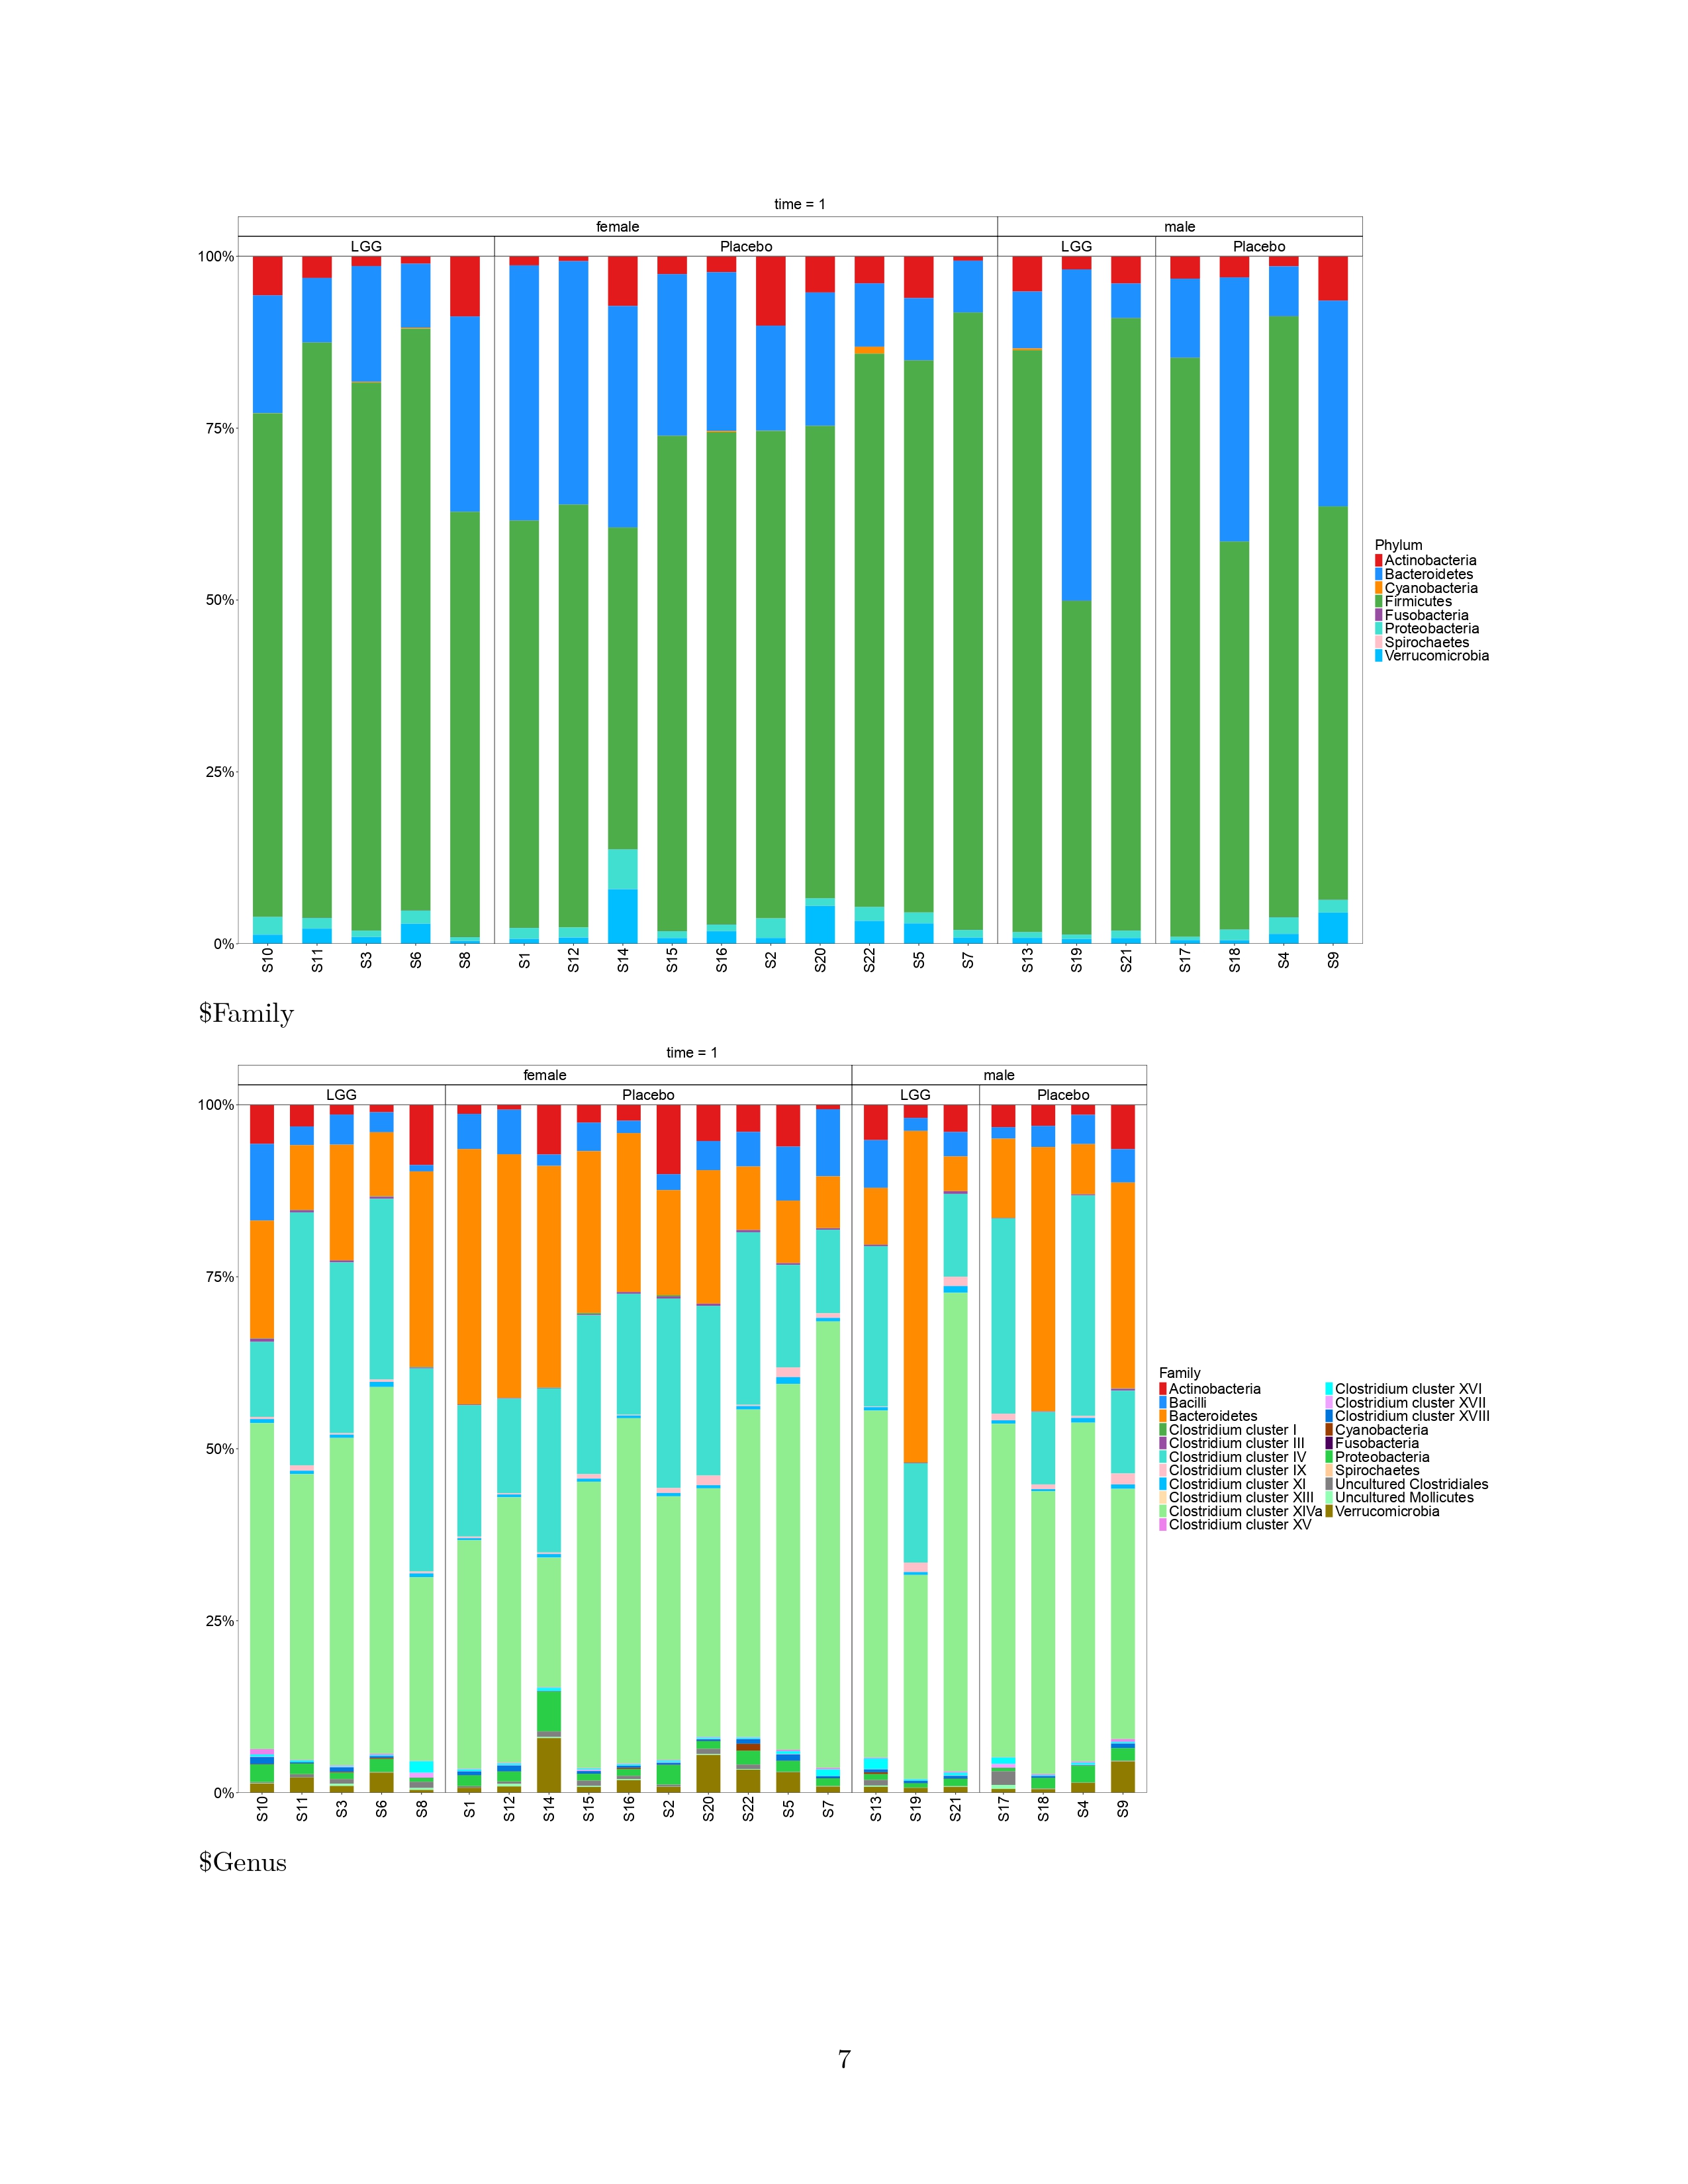 time = 1
female male
LGG Placebo LGG Placebo
100%
75%
50%
25%
0%
S10 S11 S3 S6 S8 S1 S12 S14 S15 S16 S2 S20 S22 S5 S7 S13 S19 S21 S17 S18 S4 S9
Phylum
Actinobacteria
Bacteroidetes
Cyanobacteria
Firmicutes
Fusobacteria
Proteobacteria
Spirochaetes
Verrucomicrobia
$Family
time = 1
female male
LGG Placebo LGG Placebo
100%
75%
50%
25%
0%
S10 S11 S3 S6 S8 S1 S12 S14 S15 S16 S2 S20 S22 S5 S7 S13 S19 S21 S17 S18 S4 S9
Family
Actinobacteria Clostridium cluster XVI
Bacilli Clostridium cluster XVII
Bacteroidetes Clostridium cluster XVIII
Clostridium cluster I Cyanobacteria
Clostridium cluster III Fusobacteria
Clostridium cluster IV Proteobacteria
Clostridium cluster IX Spirochaetes
Clostridium cluster XI Uncultured Clostridiales
Clostridium cluster XIII Uncultured Mollicutes
Clostridium cluster XIVa Verrucomicrobia
Clostridium cluster XV
$Genus
7